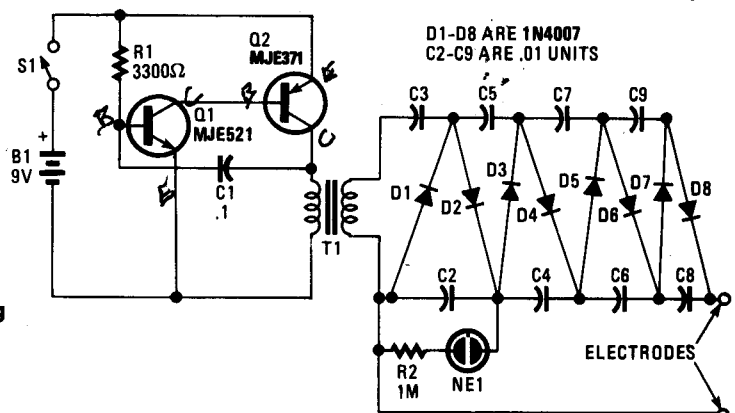 D1-D8 ARE 1N4007
C2-C9 ARE .01 UNITS
S1
R1
3300Ω
Q2
MJE371
E
C
B
C
B
Q1
MJE521
E
+
B1
9V
C1
.1
T1
C3
C5
C7
C9
D1
D2
D3
D4
D5
D6
D7
D8
C2
C4
C6
C8
R2
1M
NE1
ELECTRODES
g